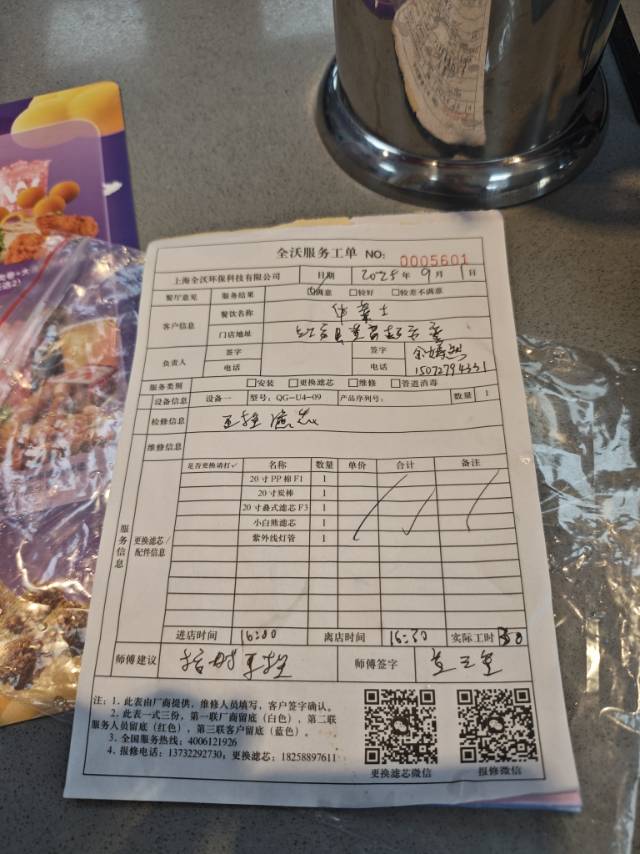 全沃服务工单 NO: 0005601
上海全沃环保科技有限公司 日期 2025年9月1日
餐厅意见 服务结果 ☑满意 □较好 □较差不满意
客户信息 餐饮名称 华莱士
门店地址
负责人 签字 签字
电话 电话 15072794331
服务类别 □安装 □更换滤芯 □维修 □管道消毒
设备信息 设备一 型号: QG-U4-09 产品序列号: 数量 1
检修信息 更换滤芯
维修信息
服务信息 更换滤芯/配件信息
是否更换请打✓ 名称 数量 单价 合计 备注
20寸PP棉F1 1
20寸炭棒 1
20寸叠式滤芯F3 1
小白熊滤芯 1
紫外线灯管 1
进店时间 16:00 离店时间 16:30 实际工时 30
师傅建议 按时更换 师傅签字
注: 1. 此表由厂商提供,维修人员填写,客户签字确认。
2. 此表一式三份,第一联厂商留底(白色),第二联
服务人员留底(红色),第三联客户留底(蓝色)。
3. 全国服务热线: 4006121926
4. 报修电话: 13732292730, 更换滤芯: 18258897611
更换滤芯微信 报修微信